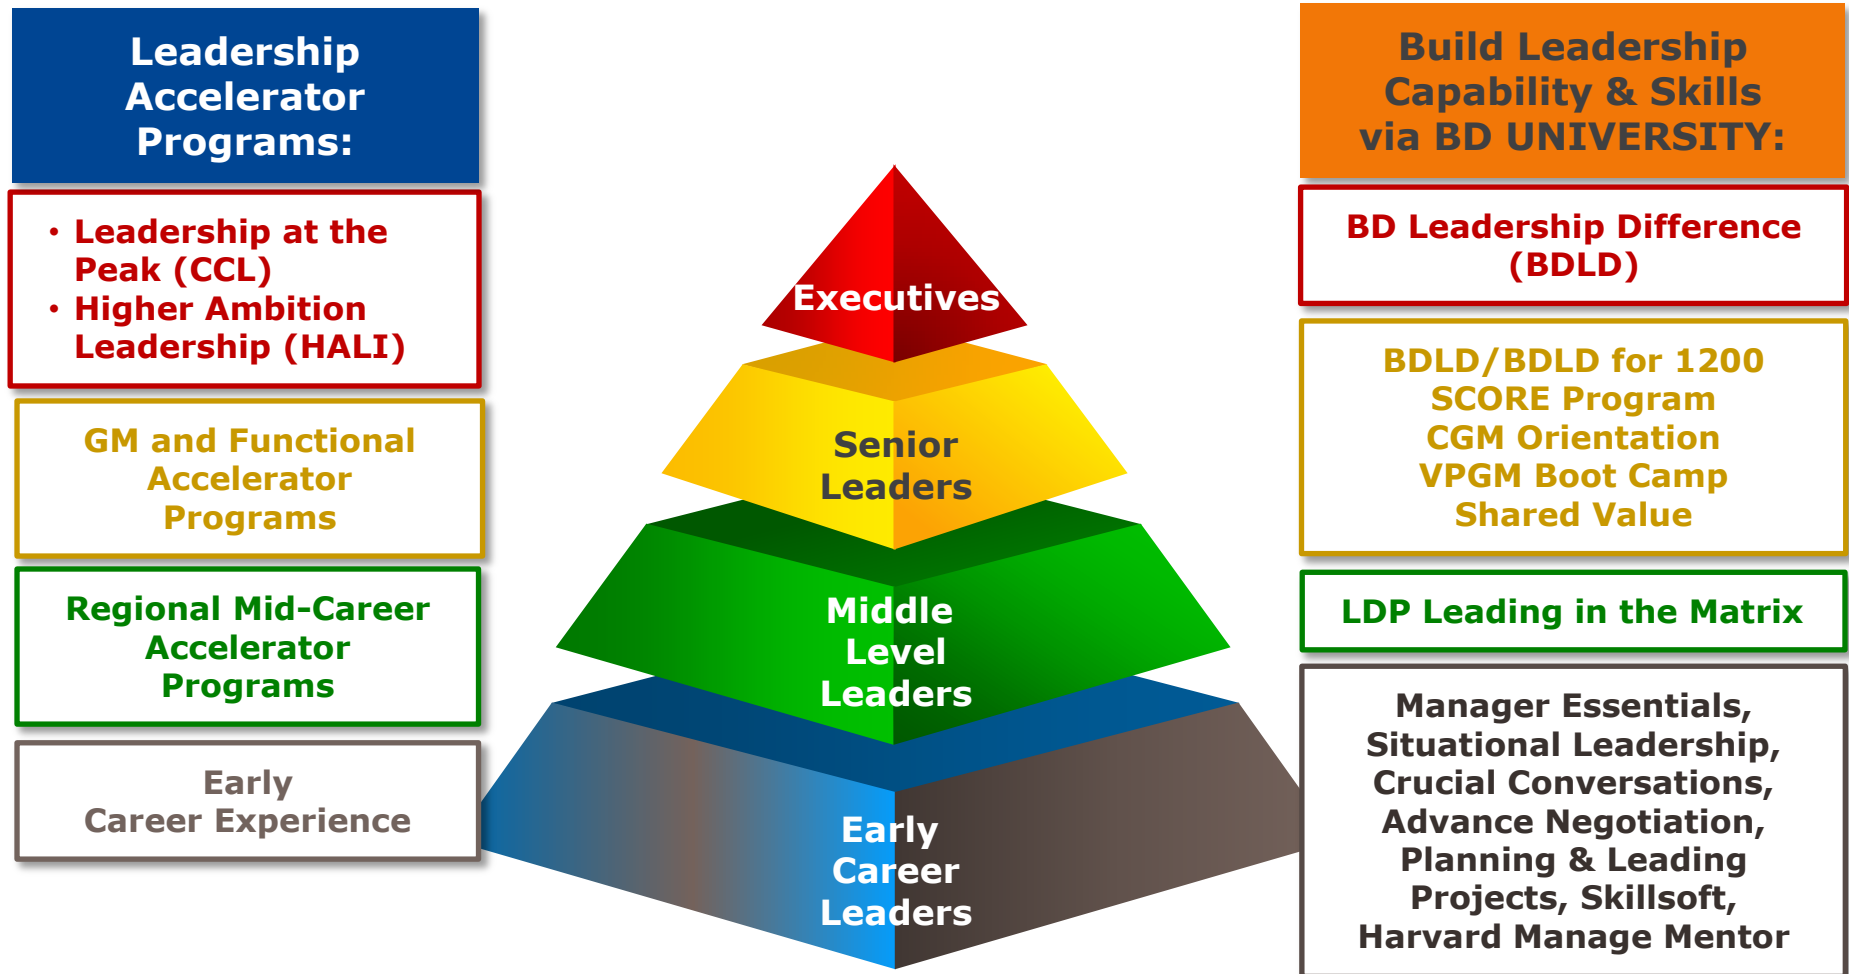 Leadership
Accelerator
Programs:
• Leadership at the
Peak (CCL)
• Higher Ambition
Leadership (HALI)
GM and Functional
Accelerator
Programs
Regional Mid-Career
Accelerator
Programs
Early
Career Experience
Executives
Senior
Leaders
Middle
Level
Leaders
Early
Career
Leaders
Build Leadership
Capability & Skills
via BD UNIVERSITY:
BD Leadership Difference
(BDLD)
BDLD/BDLD for 1200
SCORE Program
CGM Orientation
VPGM Boot Camp
Shared Value
LDP Leading in the Matrix
Manager Essentials,
Situational Leadership,
Crucial Conversations,
Advance Negotiation,
Planning & Leading
Projects, Skillsoft,
Harvard Manage Mentor